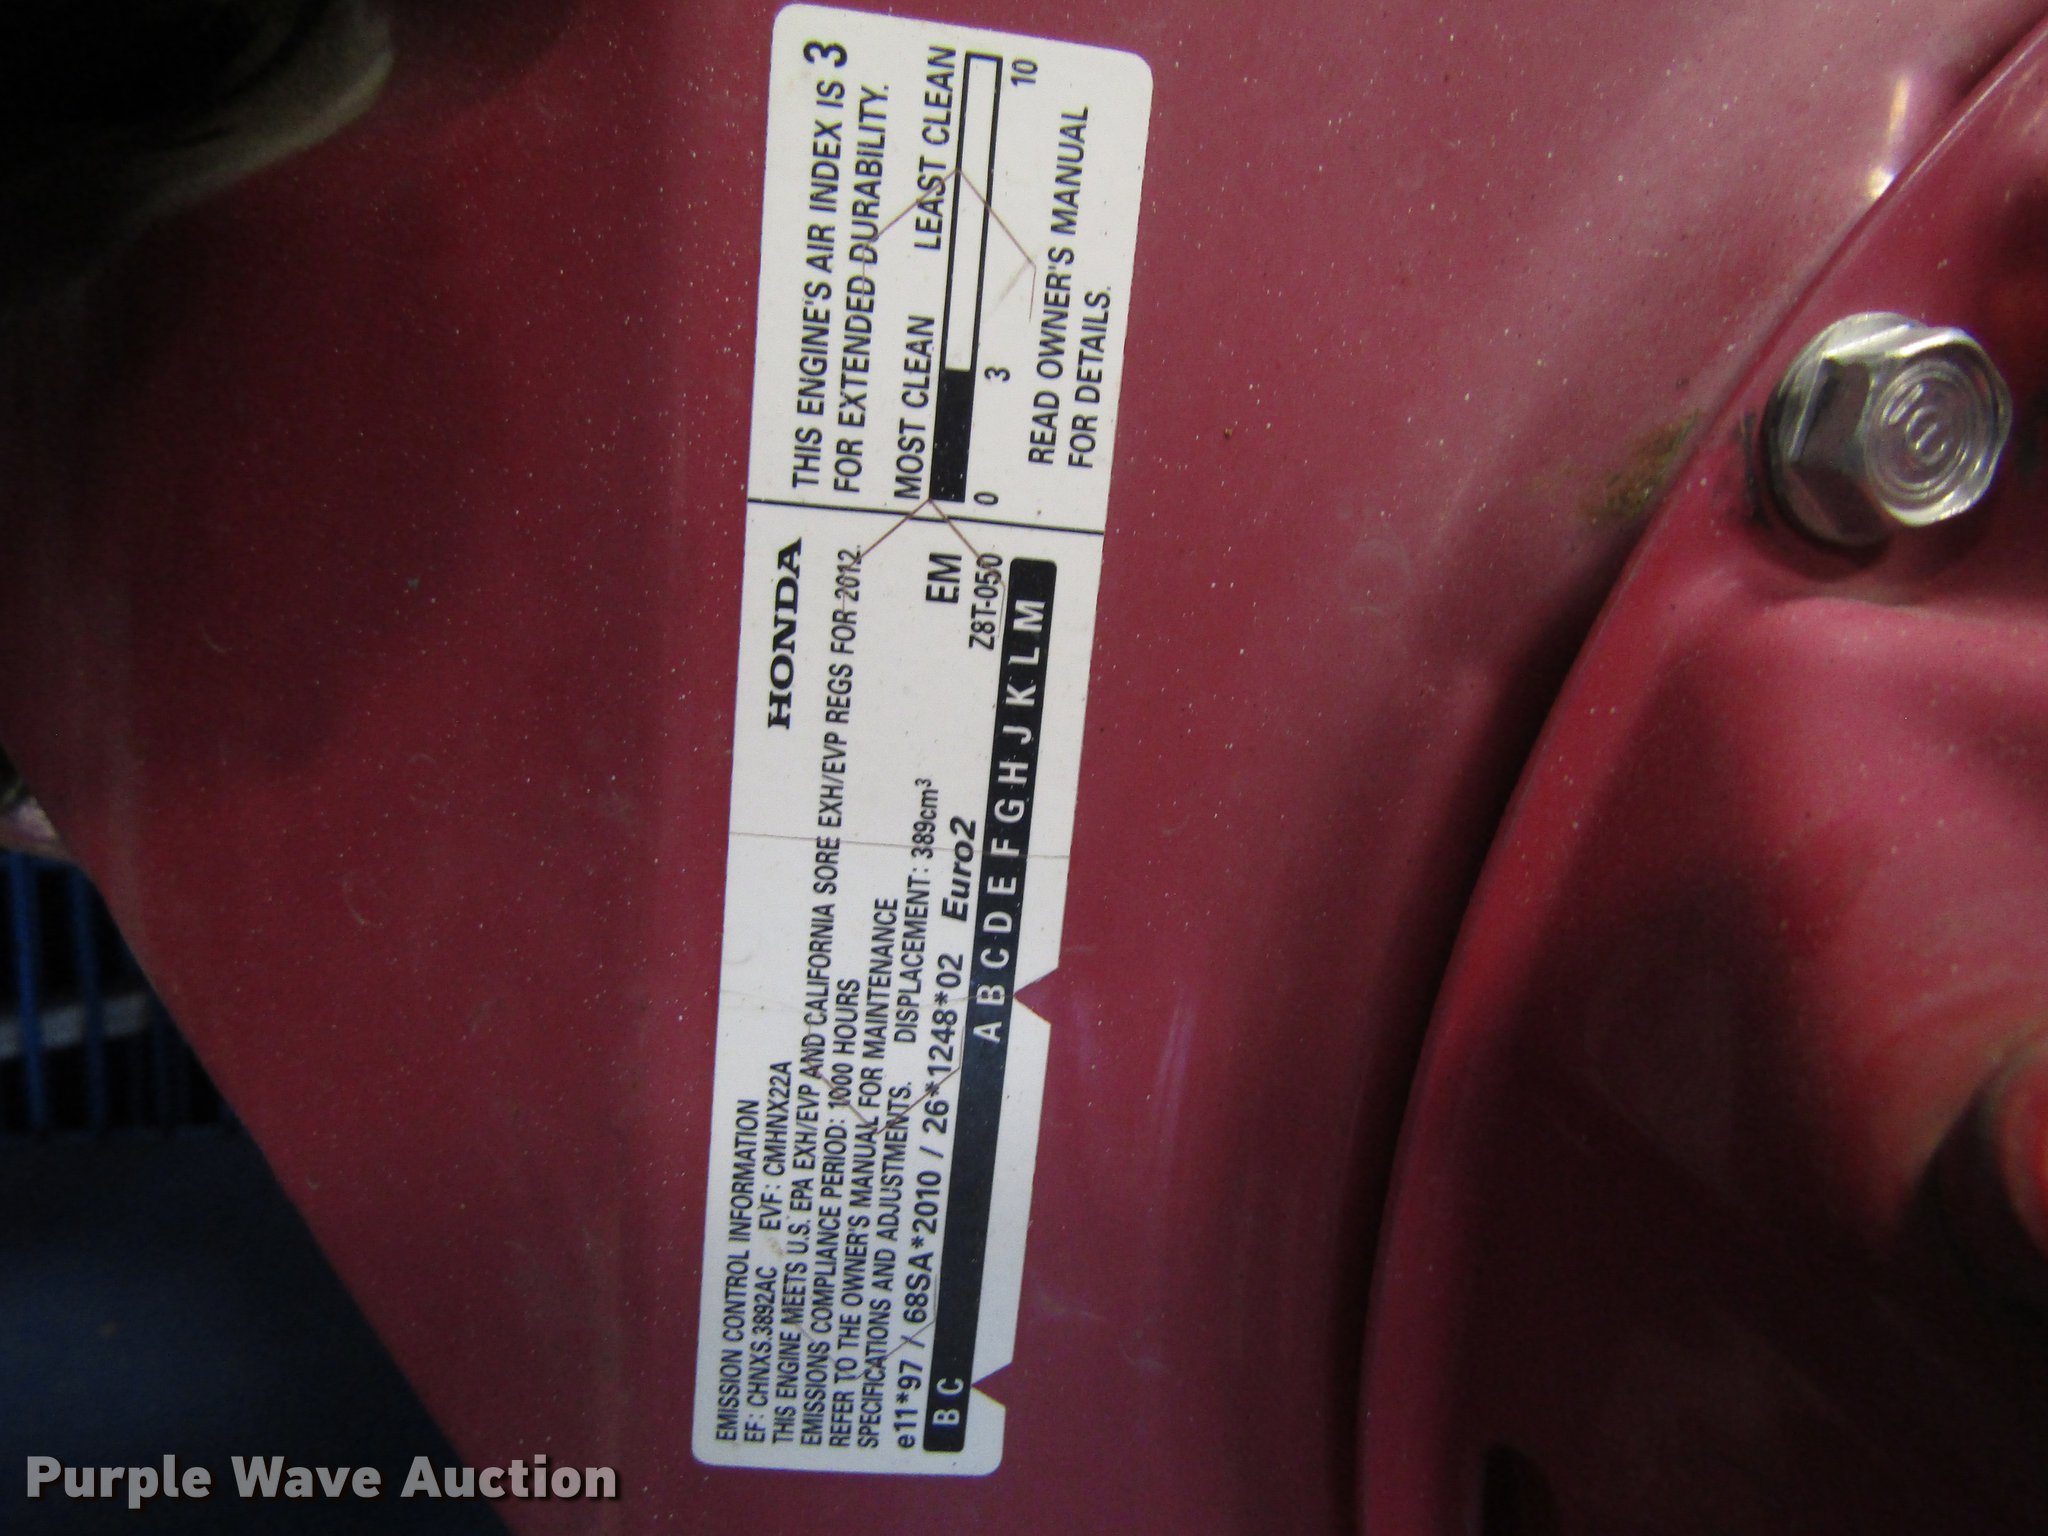 EMISSION CONTROL INFORMATION
HONDA
EF: CHNXS.3892AC EVF: CMHNX22A
THIS ENGINE MEETS U.S. EPA EXH/EVP AND CALIFORNIA SORE EXH/EVP REGS FOR 2012.
EMISSIONS COMPLIANCE PERIOD: 1000 HOURS
REFER TO THE OWNER'S MANUAL FOR MAINTENANCE
SPECIFICATIONS AND ADJUSTMENTS. DISPLACEMENT: 389cm³
EM
e11*97 / 68SA*2010 / 26*1248*02 Euro2
Z8T-050
B C
A B C D E F G H J K L M
THIS ENGINE'S AIR INDEX IS 3
FOR EXTENDED DURABILITY.
MOST CLEAN LEAST CLEAN
0 3 10
READ OWNER'S MANUAL
FOR DETAILS.
Purple Wave Auction